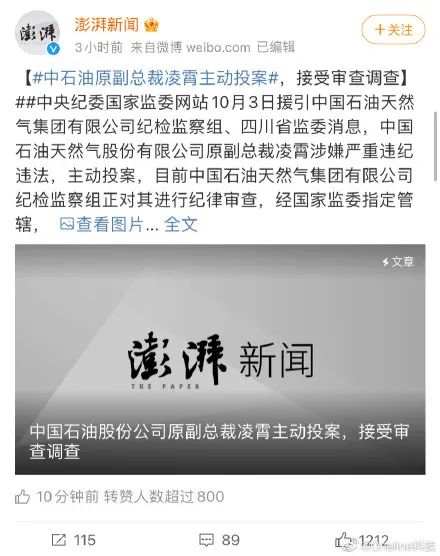 澎湃新闻
+关注
3小时前 来自微博 weibo.com 已编辑
【#中石油原副总裁凌霄主动投案#，接受审查调查】
##中央纪委国家监委网站10月3日援引中国石油天然
气集团有限公司纪检监察组、四川省监委消息，中国
石油天然气股份有限公司原副总裁凌霄涉嫌严重违纪
违法，主动投案，目前中国石油天然气集团有限公司
纪检监察组正对其进行纪律审查，经国家监委指定管
辖， 查看图片... 全文
文章
澎湃新闻
THE PAPER
中国石油股份公司原副总裁凌霄主动投案，接受审
查调查
10分钟前 转赞人数超过800
115
89
1212